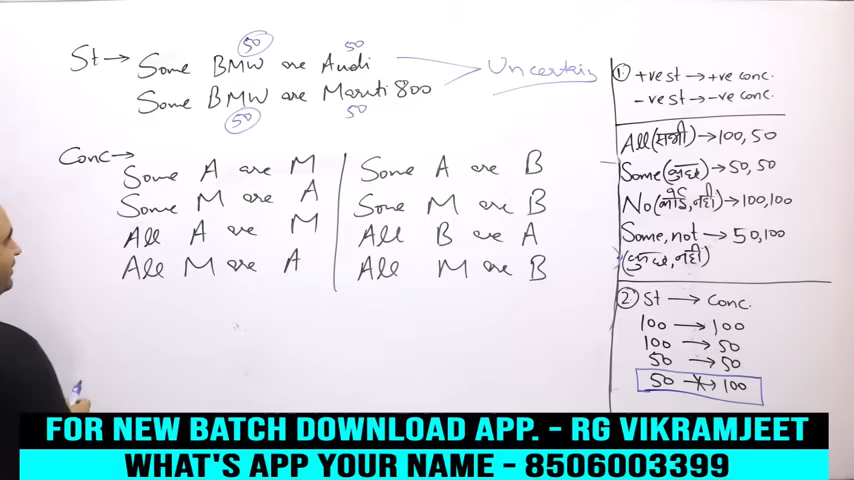 50 50
St → Some BMW are Audi
Some BMW are Maruti 800
50 50
Uncertain
Conc →
Some A are M
Some M are A
All A are M
All M are A
Some A are B
Some M are B
All B are A
All M are B
1. +ve st → +ve conc.
-ve st → -ve conc.
All (सभी) → 100, 50
Some (कुछ) → 50, 50
No (कोई, नहीं) → 100,100
Some, not → 50,100
(कुछ, नहीं)
2. St → Conc.
100 → 100
100 → 50
50 → 50
50 → 100
FOR NEW BATCH DOWNLOAD APP. - RG VIKRAMJEET
WHAT'S APP YOUR NAME - 8506003399